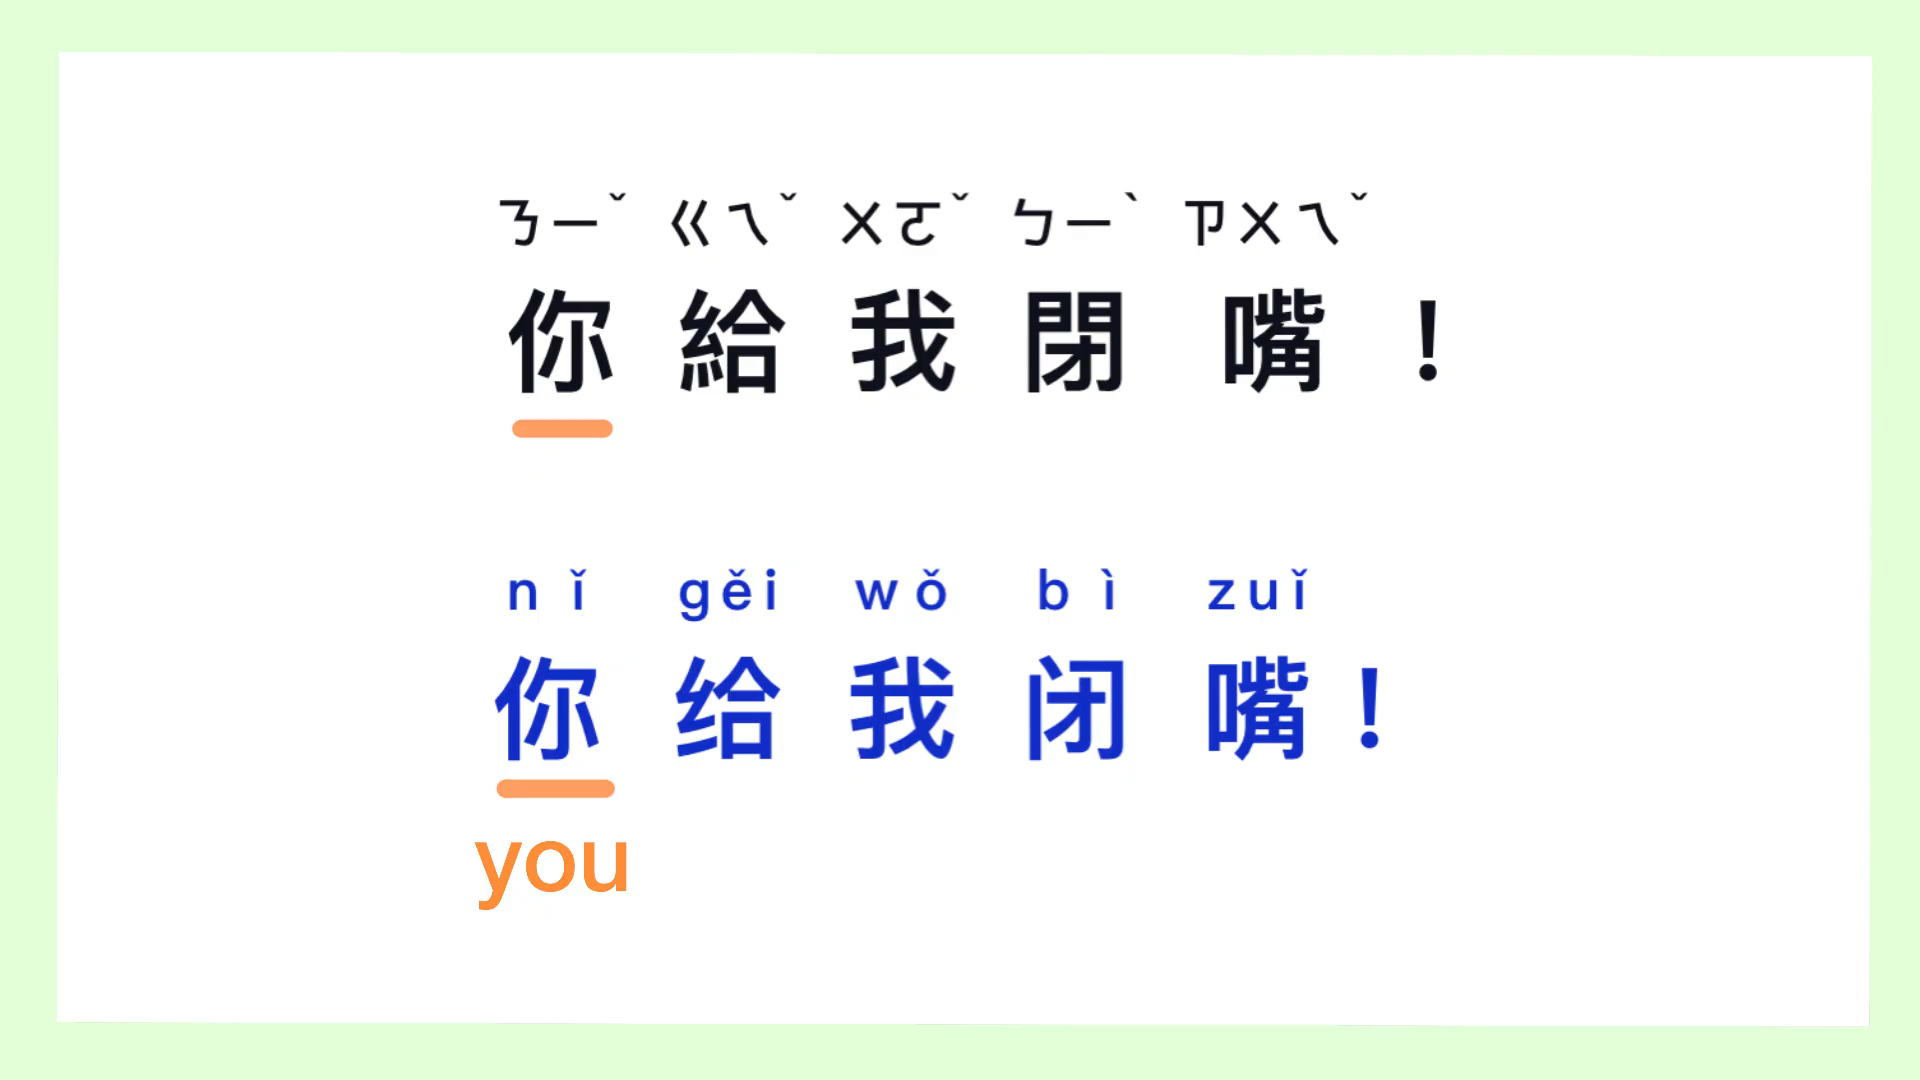 ㄋㄧˇ ㄍㄟˇ ㄨㄛˇ ㄅㄧˋ ㄗㄨㄟˇ
你給我閉嘴！
nǐ gěi wǒ bì zuǐ
你给我闭嘴！
you